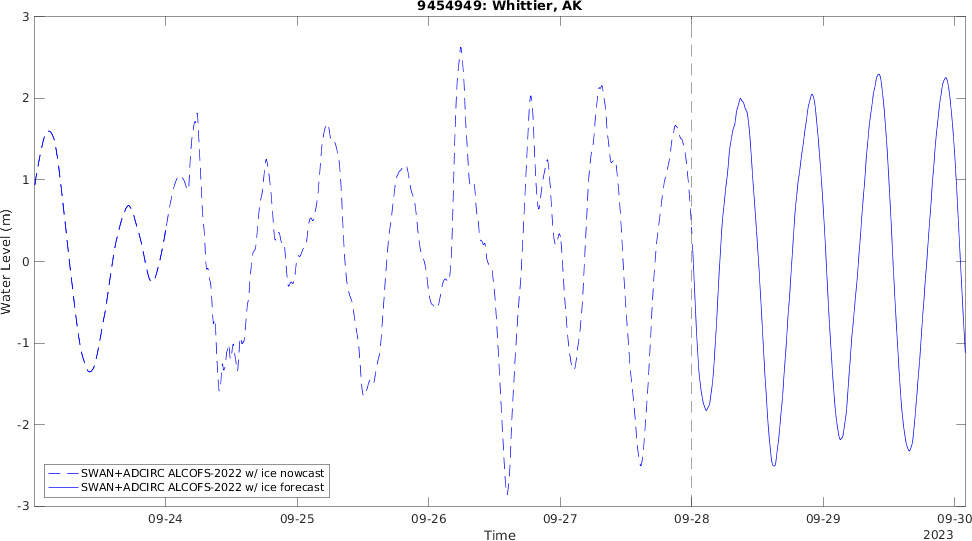 9454949: Whittier, AK
Water Level (m)
3
2
1
0
-1
-2
-3
SWAN+ADCIRC ALCOFS-2022 w/ ice nowcast
SWAN+ADCIRC ALCOFS-2022 w/ ice forecast
09-24 09-25 09-26 09-27 09-28 09-29 09-30
Time
2023